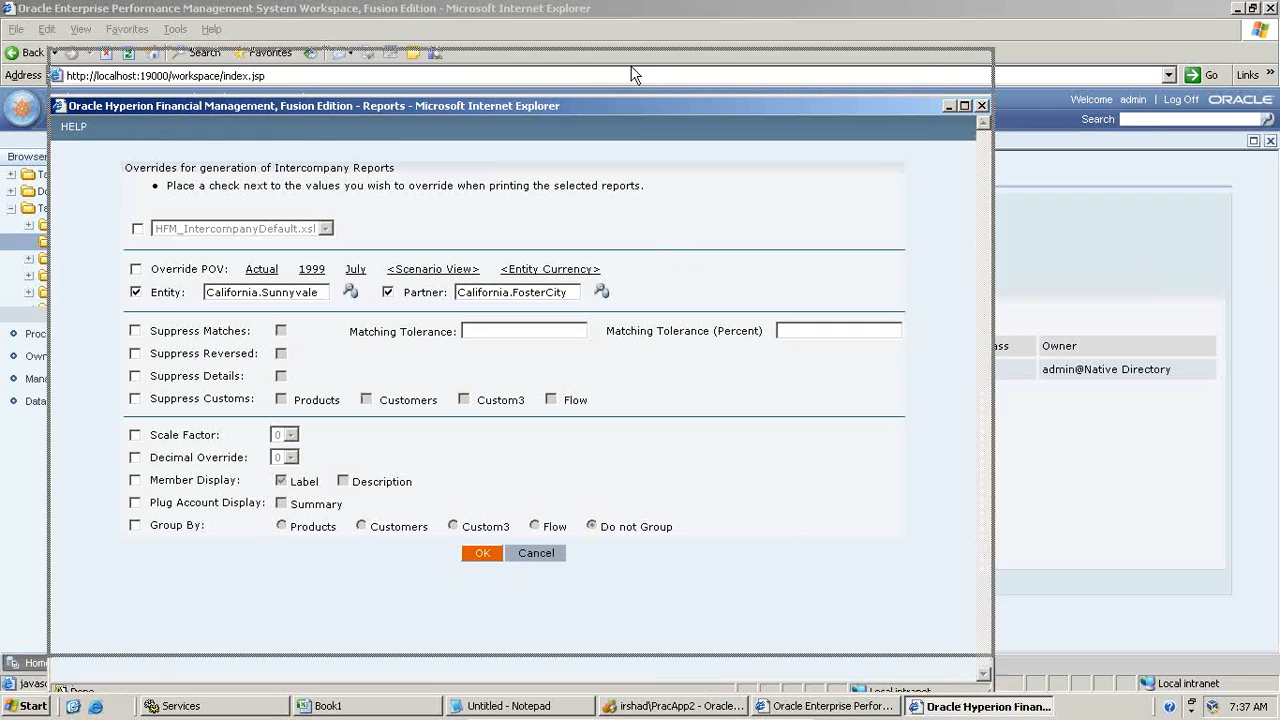 Oracle Enterprise Performance Management System Workspace, Fusion Edition - Microsoft Internet Explorer
File Edit View Favorites Tools Help
Back Search Favorites
Address http://localhost:19000/workspace/index.jsp Go Links »
Oracle Hyperion Financial Management, Fusion Edition - Reports - Microsoft Internet Explorer
Welcome admin Log Off ORACLE
Search
HELP
Browser
Overrides for generation of Intercompany Reports
• Place a check next to the values you wish to override when printing the selected reports.
HFM_IntercompanyDefault.xsl
Override POV: Actual 1999 July <Scenario View> <Entity Currency>
Entity: California.Sunnyvale Partner: California.FosterCity
Suppress Matches: Matching Tolerance: Matching Tolerance (Percent)
Owner
Suppress Reversed:
Suppress Details:
admin@Native Directory
Suppress Customs: Products Customers Custom3 Flow
Scale Factor: 0
Decimal Override: 0
Member Display: Label Description
Plug Account Display: Summary
Group By: Products Customers Custom3 Flow Do not Group
OK Cancel
Local intranet
Start Services Book1 Untitled - Notepad irshad\PracApp2 - Oracle... Oracle Enterprise Perfor... Oracle Hyperion Finan... 7:37 AM